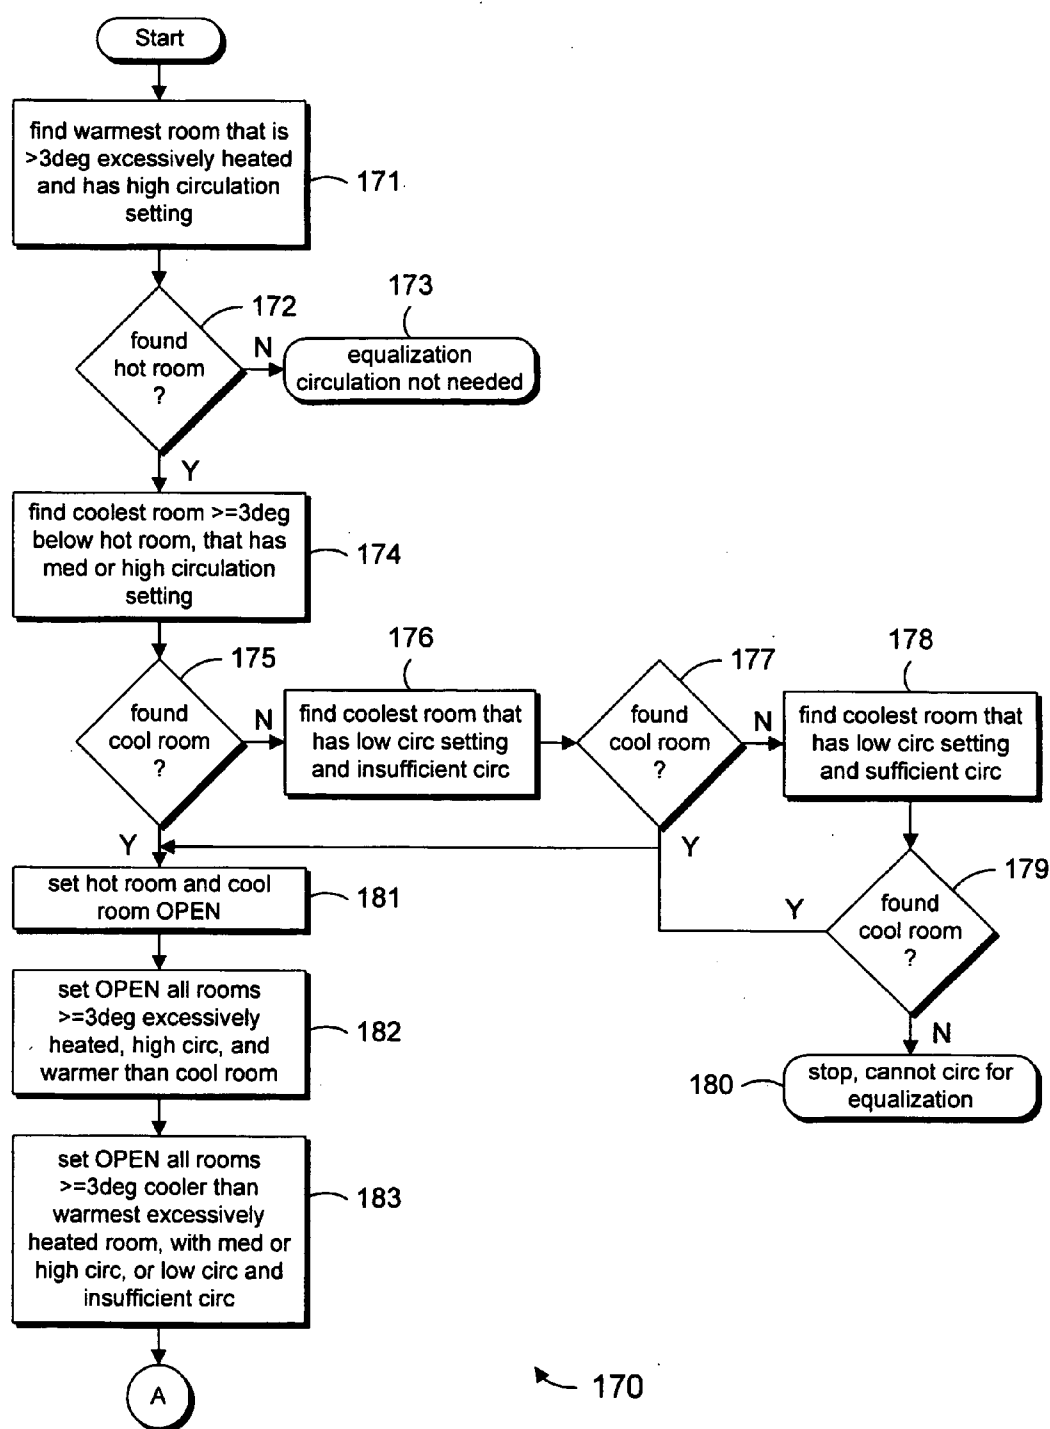 Start
find warmest room that is
>3deg excessively heated
and has high circulation
setting
171
found
hot room
?
172
N
173
equalization
circulation not needed
Y
find coolest room >=3deg
below hot room, that has
med or high circulation
setting
174
found
cool room
?
175
N
176
find coolest room that
has low circ setting
and insufficient circ
found
cool room
?
177
N
178
find coolest room that
has low circ setting
and sufficient circ
Y
Y
found
cool room
?
179
Y
N
180
stop, cannot circ for
equalization
set hot room and cool
room OPEN
181
set OPEN all rooms
>=3deg excessively
heated, high circ, and
warmer than cool room
182
set OPEN all rooms
>=3deg cooler than
warmest excessively
heated room, with med or
high circ, or low circ and
insufficient circ
183
A
170